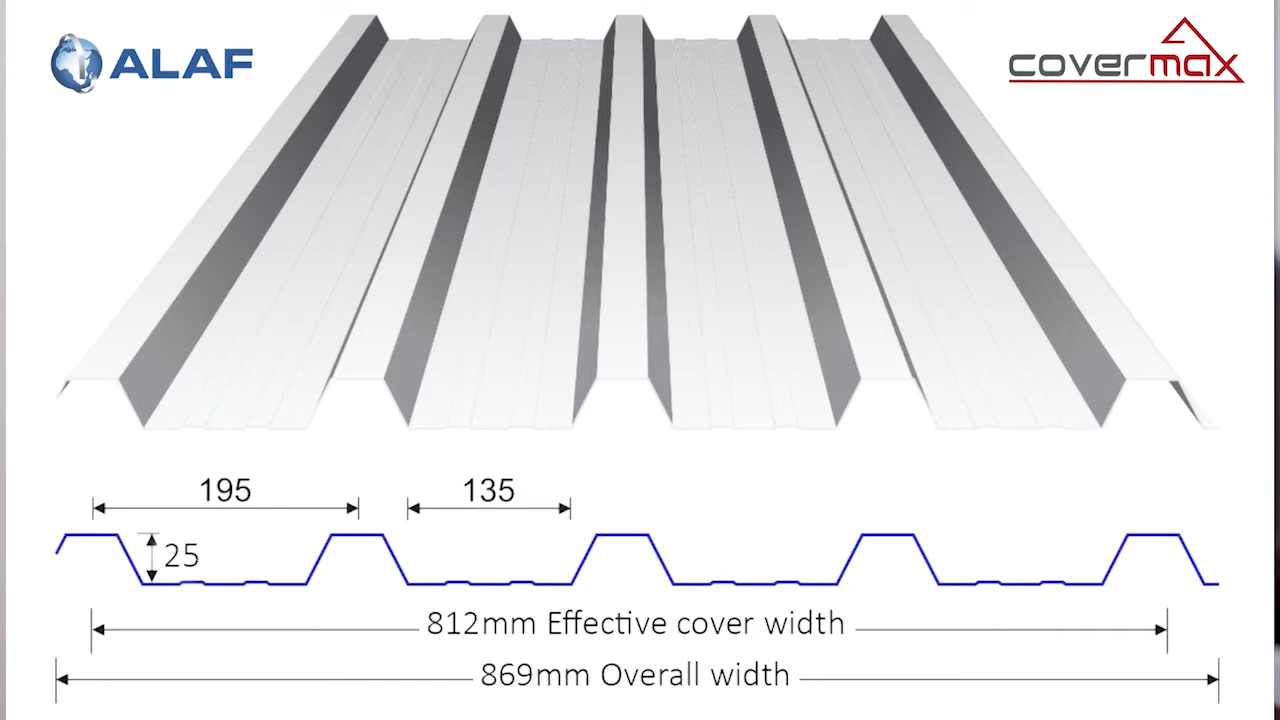 ALAF
covermax
195
135
25
812mm Effective cover width
869mm Overall width